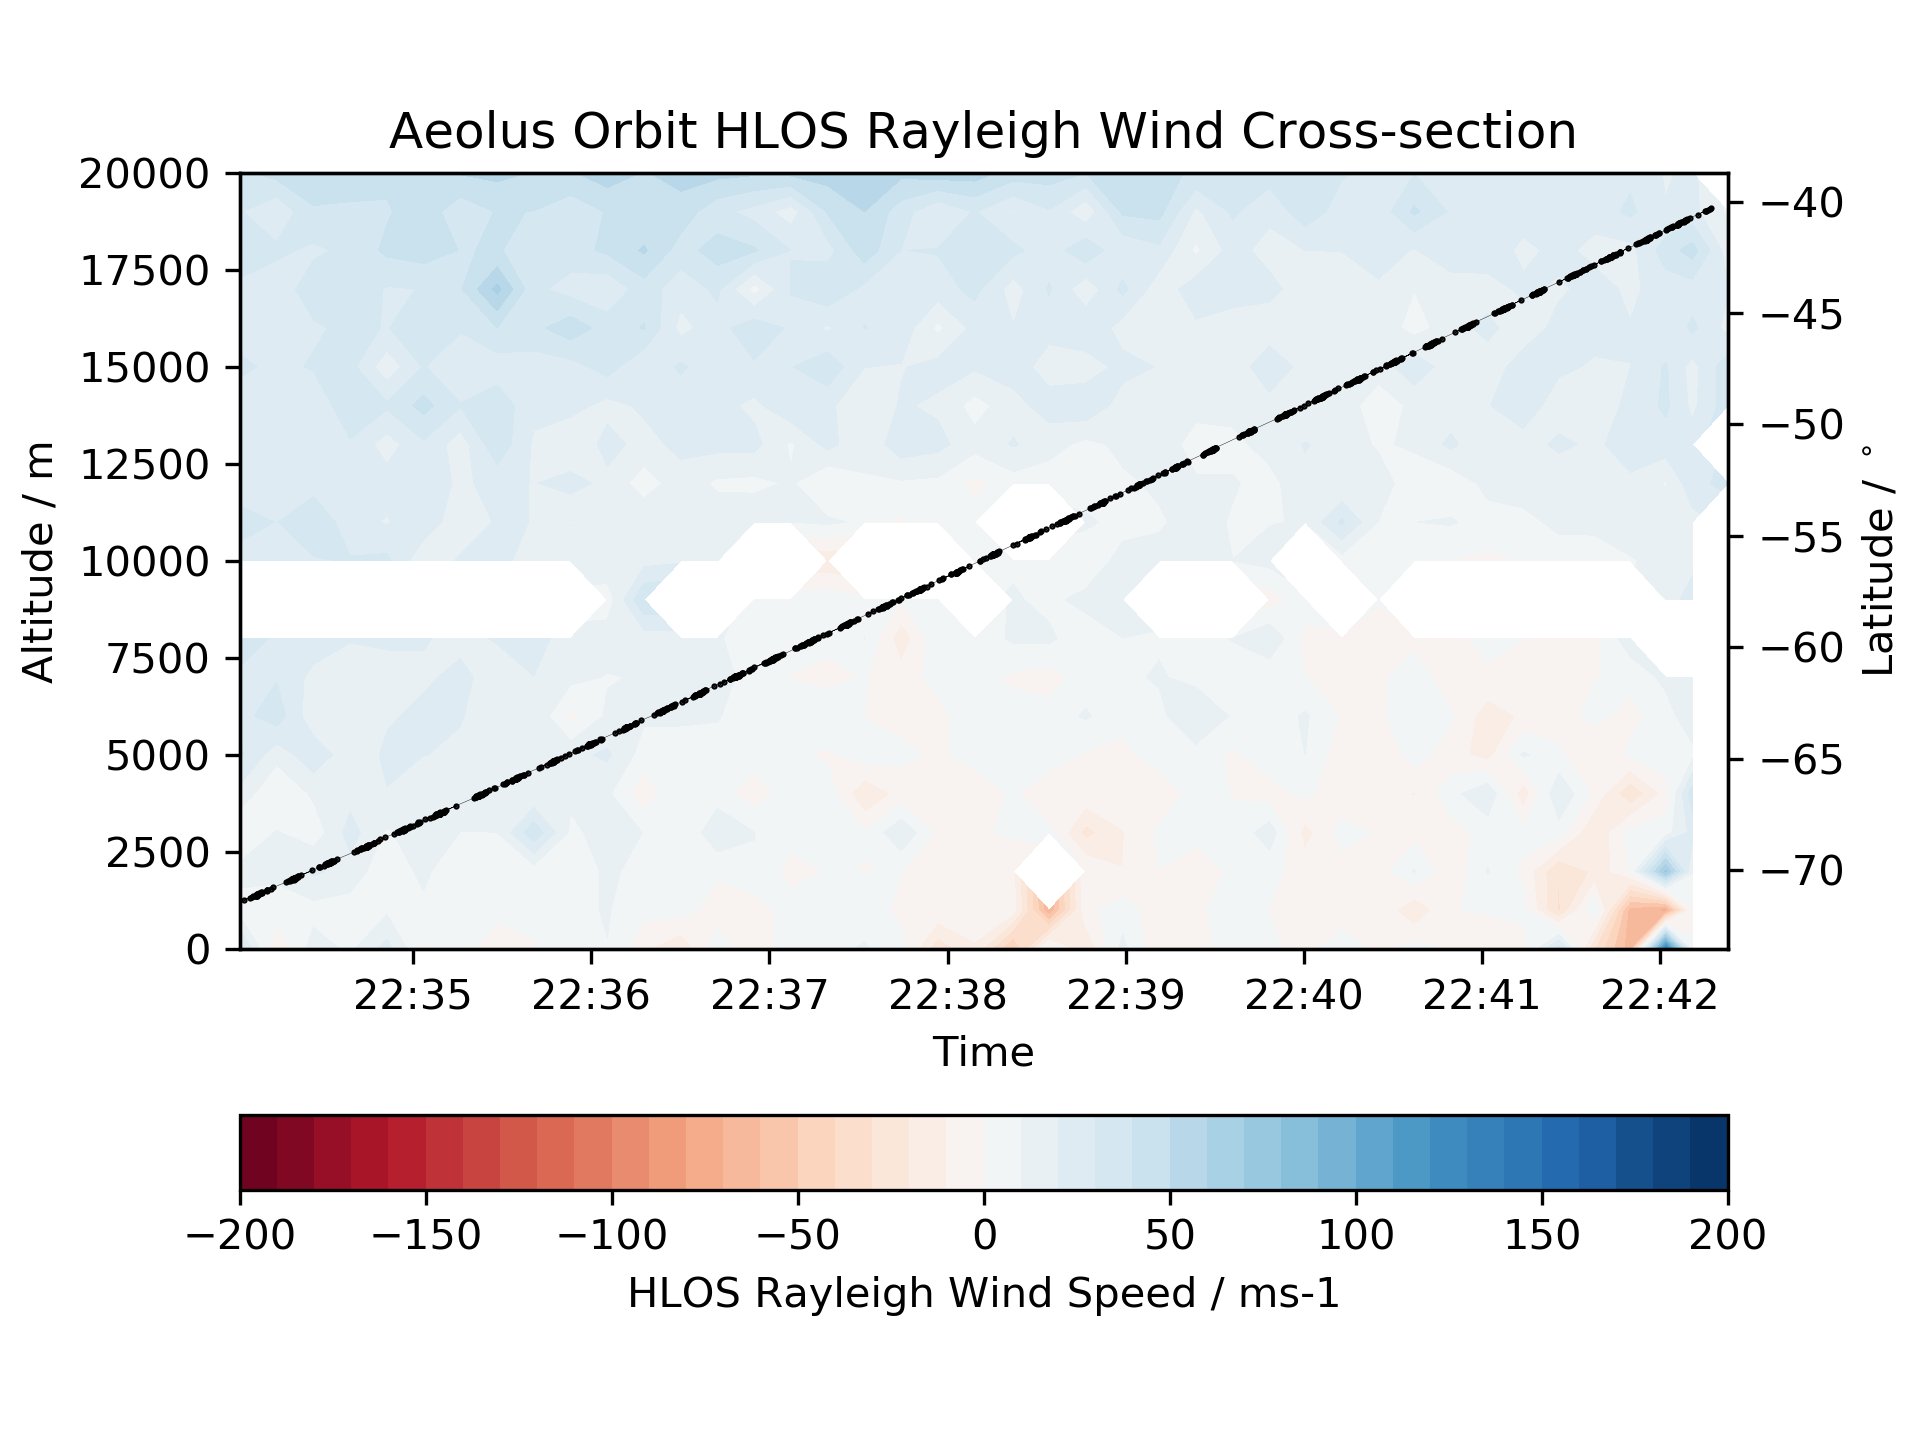 Aeolus Orbit HLOS Rayleigh Wind Cross-section
20000
17500
15000
12500
10000
7500
5000
2500
0
Altitude / m
−40
−45
−50
−55
−60
−65
−70
Latitude / °
22:35 22:36 22:37 22:38 22:39 22:40 22:41 22:42
Time
−200 −150 −100 −50 0 50 100 150 200
HLOS Rayleigh Wind Speed / ms-1